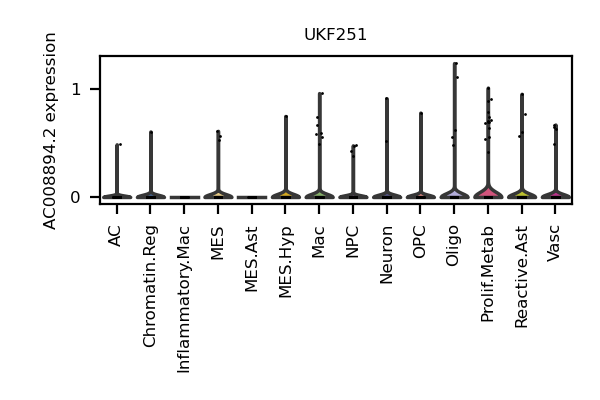 UKF251
AC008894.2 expression
1
0
AC
Chromatin.Reg
Inflammatory.Mac
MES
MES.Ast
MES.Hyp
Mac
NPC
Neuron
OPC
Oligo
Prolif.Metab
Reactive.Ast
Vasc